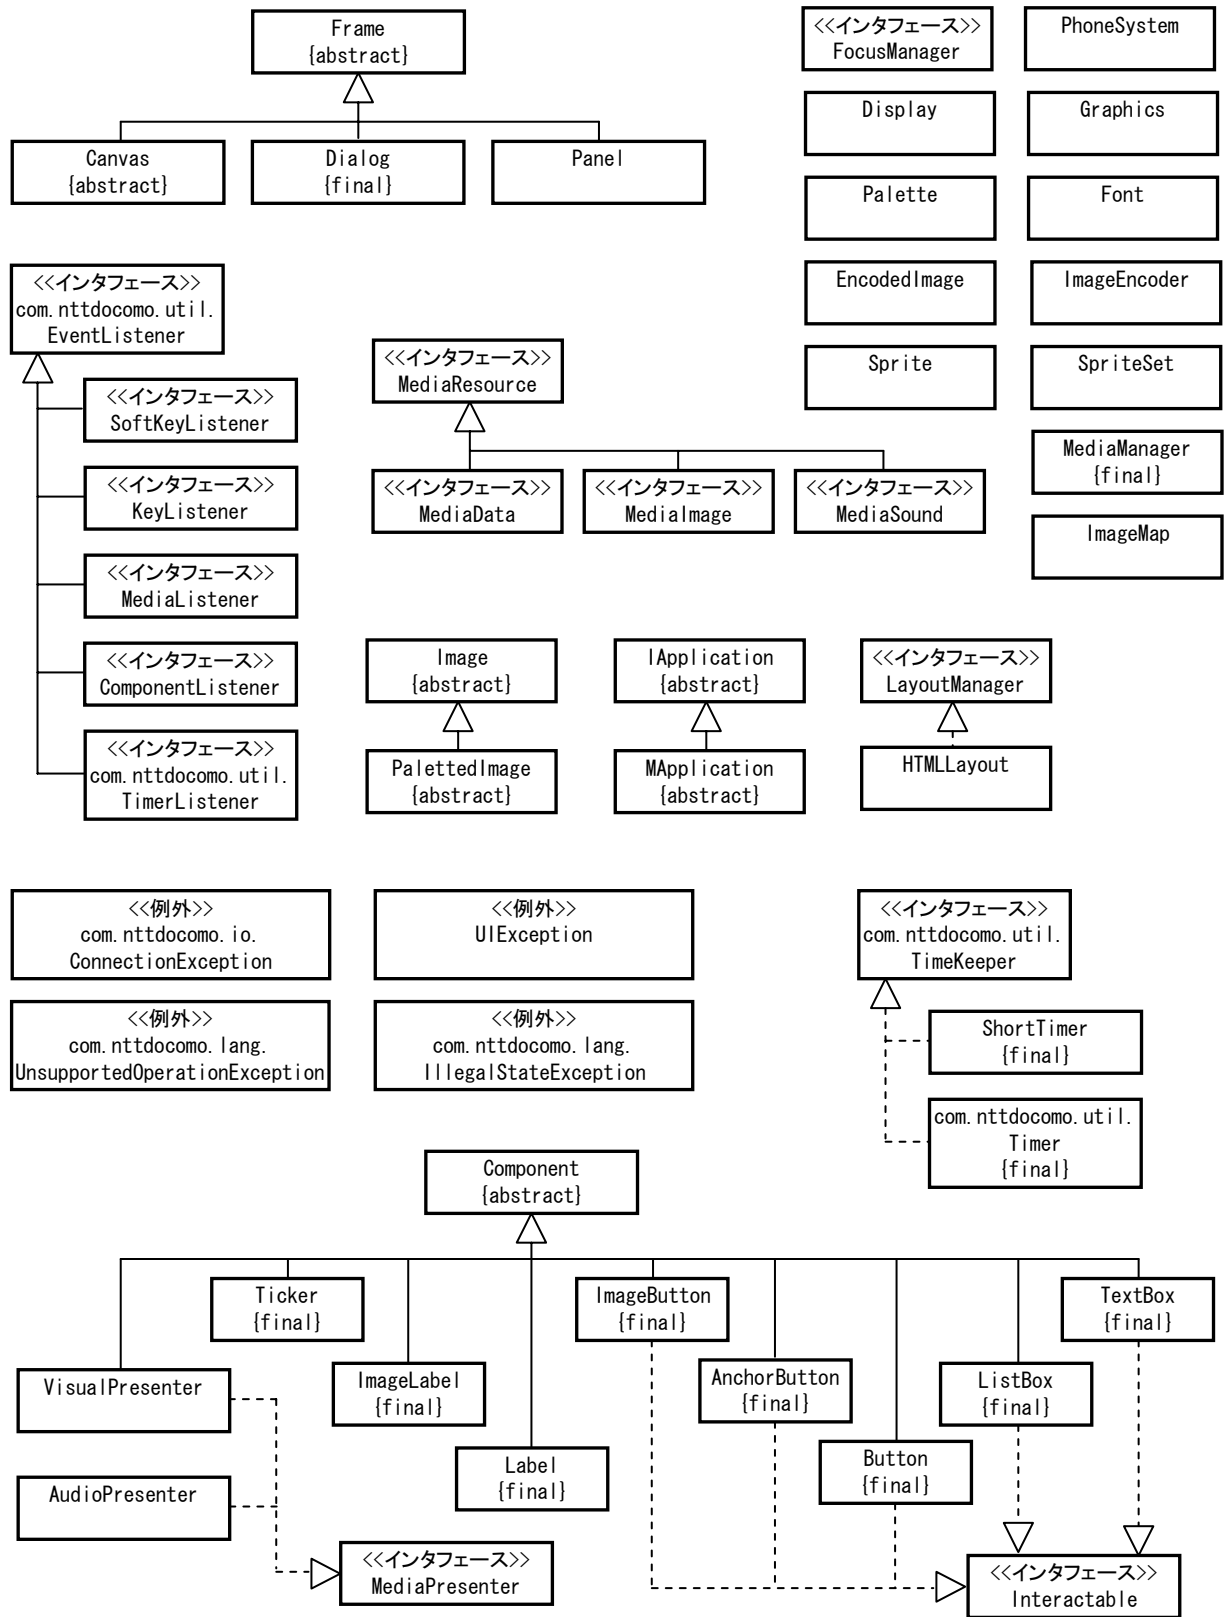 Frame
{abstract}
Canvas
{abstract}
Dialog
{final}
Panel
<<インタフェース>>
FocusManager
PhoneSystem
Display
Graphics
Palette
Font
EncodedImage
ImageEncoder
Sprite
SpriteSet
MediaManager
{final}
ImageMap
<<インタフェース>>
com.nttdocomo.util.
EventListener
<<インタフェース>>
SoftKeyListener
<<インタフェース>>
KeyListener
<<インタフェース>>
MediaListener
<<インタフェース>>
ComponentListener
<<インタフェース>>
com.nttdocomo.util.
TimerListener
<<インタフェース>>
MediaResource
<<インタフェース>>
MediaData
<<インタフェース>>
MediaImage
<<インタフェース>>
MediaSound
Image
{abstract}
PalettedImage
{abstract}
IApplication
{abstract}
MApplication
{abstract}
<<インタフェース>>
LayoutManager
HTMLLayout
<<例外>>
com.nttdocomo.io.
ConnectionException
<<例外>>
UIException
<<例外>>
com.nttdocomo.lang.
UnsupportedOperationException
<<例外>>
com.nttdocomo.lang.
IllegalStateException
<<インタフェース>>
com.nttdocomo.util.
TimeKeeper
ShortTimer
{final}
com.nttdocomo.util.
Timer
{final}
Component
{abstract}
Ticker
{final}
ImageButton
{final}
TextBox
{final}
VisualPresenter
ImageLabel
{final}
AnchorButton
{final}
ListBox
{final}
Label
{final}
Button
{final}
AudioPresenter
<<インタフェース>>
MediaPresenter
<<インタフェース>>
Interactable